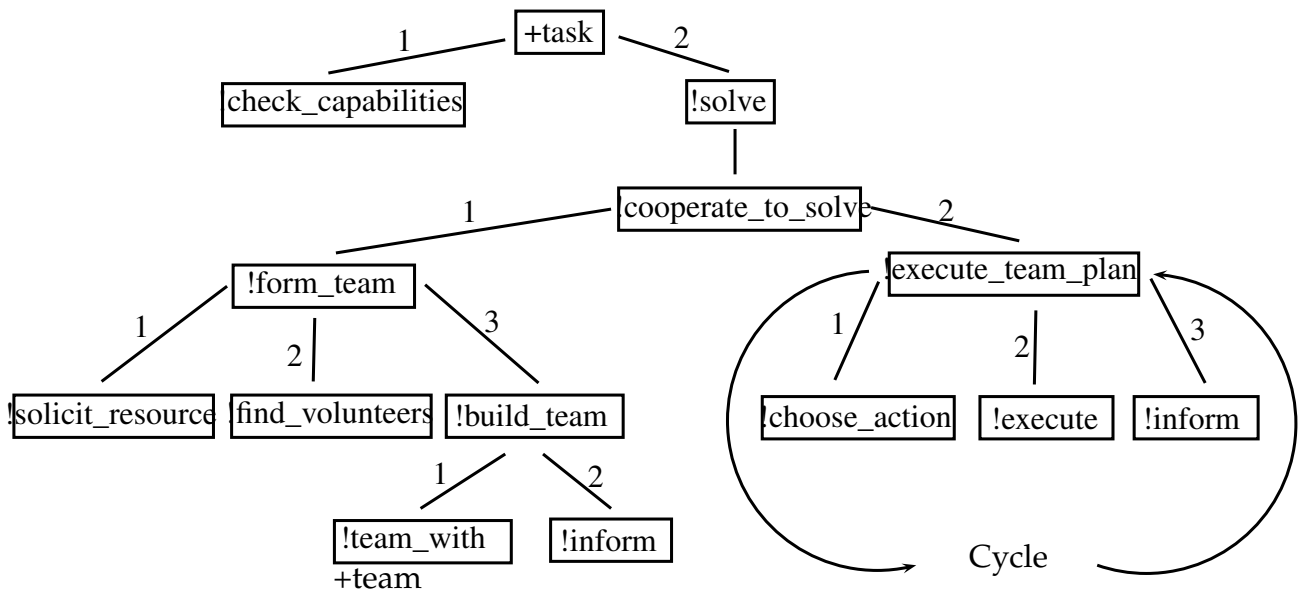 +task
1
2
!check_capabilities
!solve
!cooperate_to_solve
1
2
!form_team
!execute_team_plan
1
2
3
1
2
3
!solicit_resource
!find_volunteers
!build_team
!choose_action
!execute
!inform
1
2
!team_with
!inform
+team
Cycle